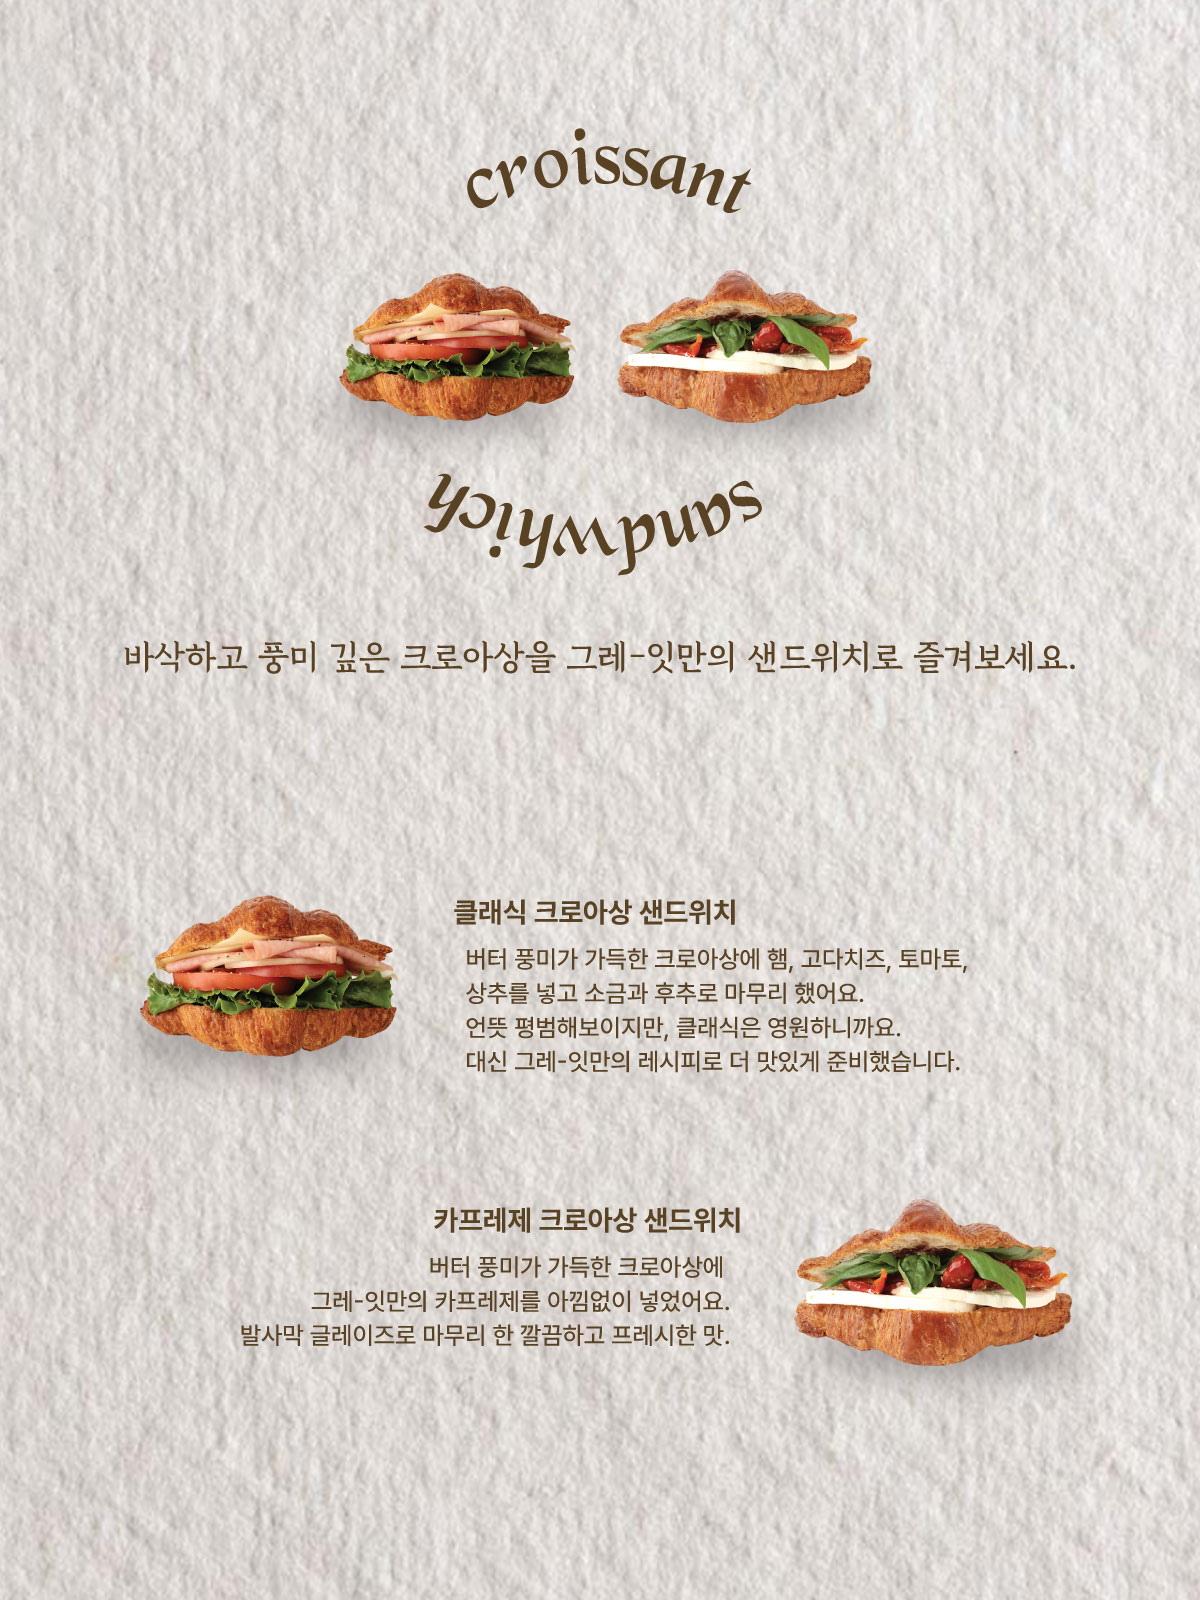 croissant
sandwhich
바삭하고 풍미 깊은 크로아상을 그레-잇만의 샌드위치로 즐겨보세요.
클래식 크로아상 샌드위치
버터 풍미가 가득한 크로아상에 햄, 고다치즈, 토마토,
상추를 넣고 소금과 후추로 마무리 했어요.
언뜻 평범해보이지만, 클래식은 영원하니까요.
대신 그레-잇만의 레시피로 더 맛있게 준비했습니다.
카프레제 크로아상 샌드위치
버터 풍미가 가득한 크로아상에
그레-잇만의 카프레제를 아낌없이 넣었어요.
발사막 글레이즈로 마무리 한 깔끔하고 프레시한 맛.